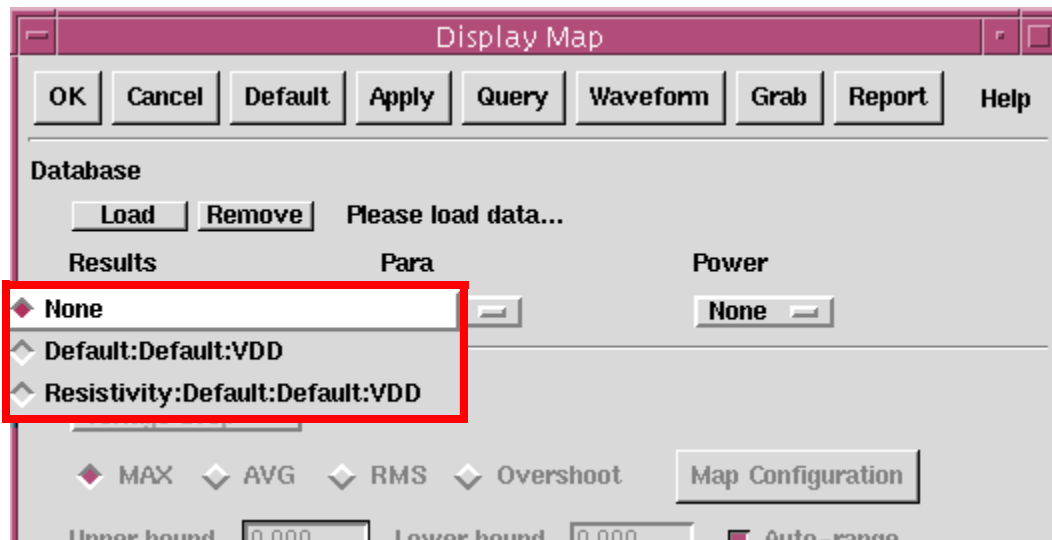 Display Map
OK Cancel Default Apply Query Waveform Grab Report Help
Database
Load Remove Please load data...
Results Para Power
None None
Default:Default:VDD
Resistivity:Default:Default:VDD
MAX AVG RMS Overshoot Map Configuration
Upper bound 0.000 Lower bound 0.000 Auto-range